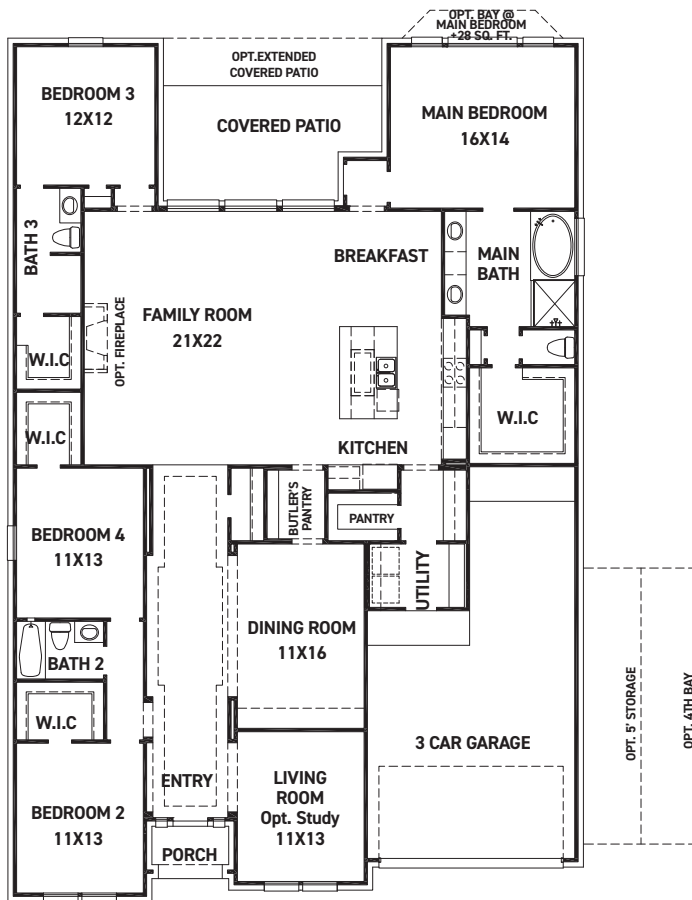 OPT. BAY @
MAIN BEDROOM
+28 SQ. FT.
OPT.EXTENDED
COVERED PATIO
BEDROOM 3
12X12
COVERED PATIO
MAIN BEDROOM
16X14
BATH 3
BREAKFAST
MAIN
BATH
FAMILY ROOM
21X22
OPT. FIREPLACE
W.I.C
W.I.C
W.I.C
KITCHEN
BUTLER'S
PANTRY
PANTRY
BEDROOM 4
11X13
UTILITY
DINING ROOM
11X16
BATH 2
W.I.C
3 CAR GARAGE
OPT. 5' STORAGE
OPT. 4TH BAY
ENTRY
LIVING
ROOM
Opt. Study
11X13
BEDROOM 2
11X13
PORCH